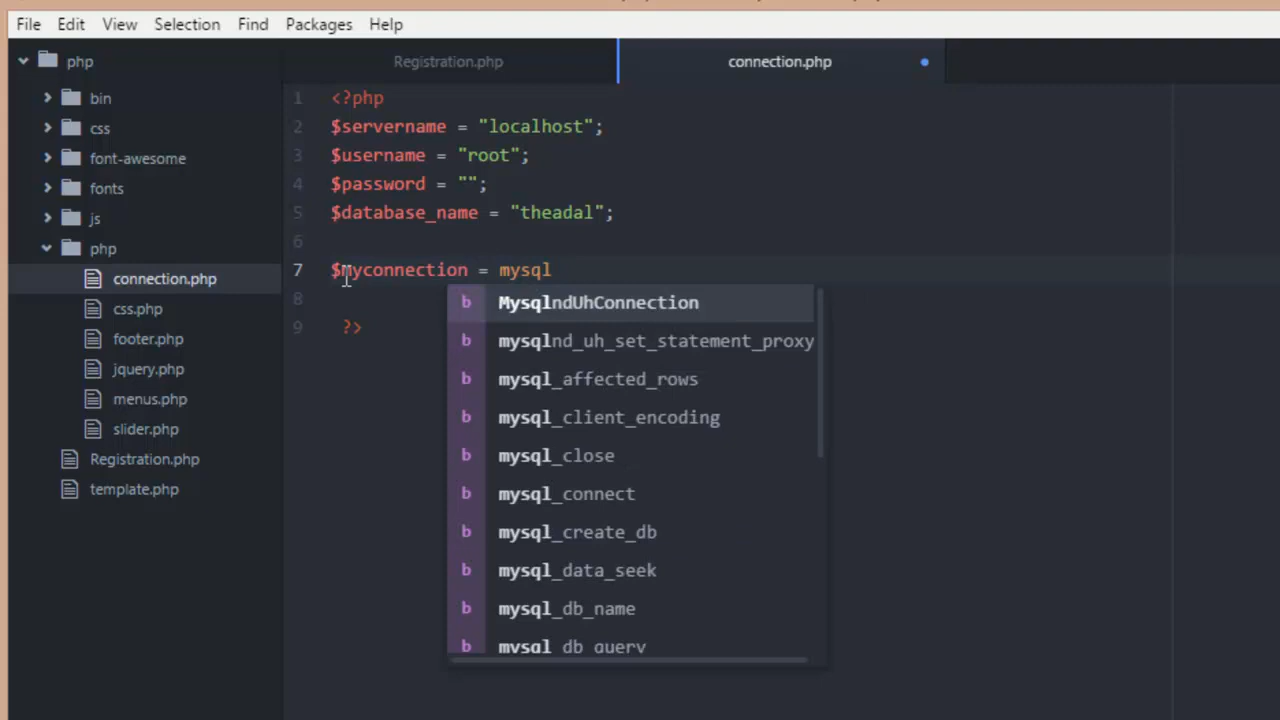 File Edit View Selection Find Packages Help
php
Registration.php
connection.php
bin
css
font-awesome
fonts
js
php
connection.php
css.php
footer.php
jquery.php
menus.php
slider.php
Registration.php
template.php
1 <?php
2 $servername = "localhost";
3 $username = "root";
4 $password = "";
5 $database_name = "theadal";
6
7 $myconnection = mysql
8
9 ?>
b MysqlndUhConnection
b mysqlnd_uh_set_statement_proxy
b mysql_affected_rows
b mysql_client_encoding
b mysql_close
b mysql_connect
b mysql_create_db
b mysql_data_seek
b mysql_db_name
b mysql_db_query